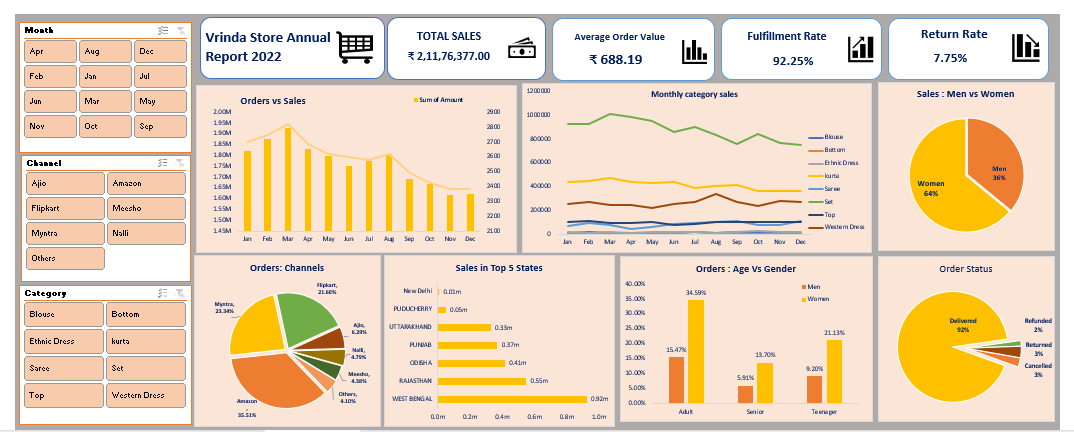 Month
Apr
Aug
Dec
Feb
Jan
Jul
Jun
Mar
May
Nov
Oct
Sep
Channel
Ajio
Amazon
Flipkart
Meesho
Myntra
Nalli
Others
Category
Blouse
Bottom
Ethnic Dress
kurta
Saree
Set
Top
Western Dress
Vrinda Store Annual
Report 2022
TOTAL SALES
₹ 2,11,76,377.00
Average Order Value
₹ 688.19
Fulfillment Rate
92.25%
Return Rate
7.75%
Orders vs Sales
Sum of Amount
2.00M
1.95M
1.90M
1.85M
1.80M
1.75M
1.70M
1.65M
1.60M
1.55M
1.50M
1.45M
2900
2800
2700
2600
2500
2400
2300
2200
2100
Jan Feb Mar Apr May Jun Jul Aug Sep Oct Nov Dec
Monthly category sales
1200000
1000000
800000
600000
400000
200000
0
Jan Feb Mar Apr May Jun Jul Aug Sep Oct Nov Dec
Blouse
Bottom
Ethnic Dress
kurta
Saree
Set
Top
Western Dress
Sales : Men vs Women
Men
36%
Women
64%
Orders: Channels
Flipkart,
21.60%
Myntra,
23.34%
Ajio,
6.29%
Nalli,
4.79%
Meesho,
4.38%
Others,
4.10%
Amazon
,
35.51%
Sales in Top 5 States
New Delhi 0.01m
PUDUCHERRY 0.05m
UTTARAKHAND 0.33m
PUNJAB 0.37m
ODISHA 0.41m
RAJASTHAN 0.55m
WEST BENGAL 0.92m
0.0m 0.2m 0.4m 0.6m 0.8m 1.0m
Orders : Age Vs Gender
Men
Women
40.00%
35.00%
30.00%
25.00%
20.00%
15.00%
10.00%
5.00%
0.00%
15.47%
34.59%
5.91%
13.70%
9.20%
21.13%
Adult Senior Teenager
Order Status
Delivered
92%
Refunded
2%
Returned
3%
Cancelled
3%